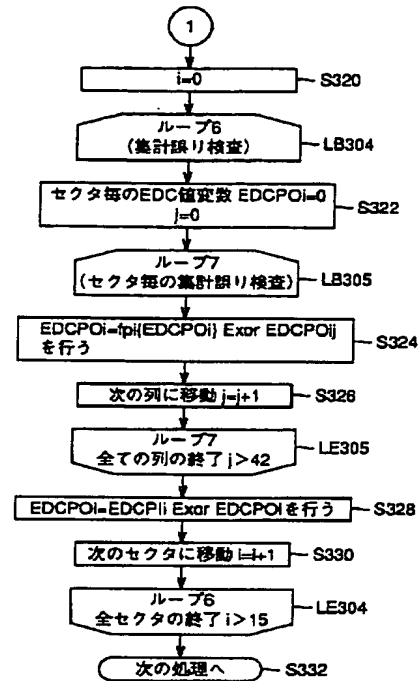 1
i=0
S320
ループ6
(集計誤り検査)
LB304
セクタ毎のEDC値変数 EDCPOi=0
j=0
S322
ループ7
(セクタ毎の集計誤り検査)
LB305
EDCPOi=fpi{EDCPOi} Exor EDCPOij
を行う
S324
次の列に移動 j=j+1
S326
ループ7
全ての列の終了 j>42
LE305
EDCPOi=EDCPIi Exor EDCPOiを行う
S328
次のセクタに移動 i=i+1
S330
ループ6
全セクタの終了 i>15
LE304
次の処理へ
S332